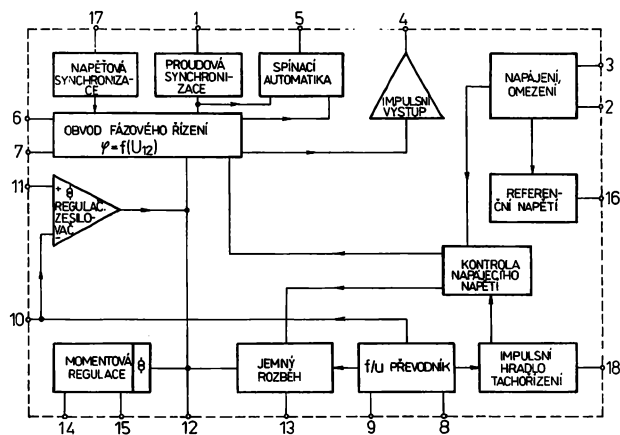 17
1
5
4
NAPĚŤOVÁ
SYNCHRONIZA-
CE
PROUDOVÁ
SYNCHRONI-
ZACE
SPÍNACÍ
AUTOMATIKA
IMPULSNÍ
VÝSTUP
NAPÁJENÍ,
OMEZENÍ
3
2
6
7
OBVOD FÁZOVÉHO ŘÍZENÍ
φ=f(U12)
11
+
REGULAČ.
ZESILO-
VAČ
-
REFEREN-
ČNÍ NAPĚTÍ
16
KONTROLA
NAPÁJECÍHO
NAPĚTÍ
10
MOMENTOVÁ
REGULACE
JEMNÝ
ROZBĚH
f/u PŘEVODNÍK
IMPULSNÍ
HRADLO
TACHOŘÍZENÍ
18
14
15
12
13
9
8